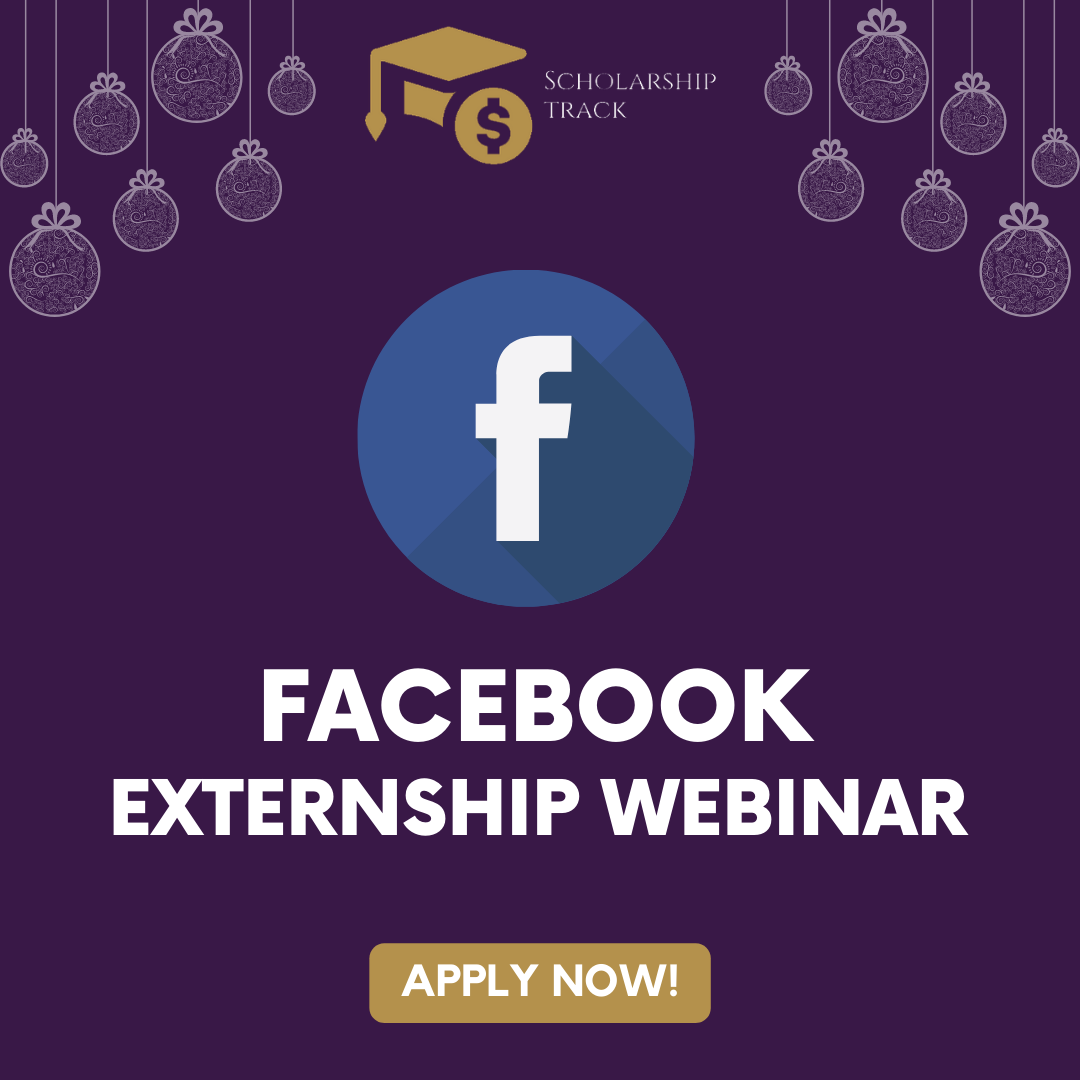 SCHOLARSHIP
TRACK
$
f
FACEBOOK
EXTERNSHIP WEBINAR
APPLY NOW!